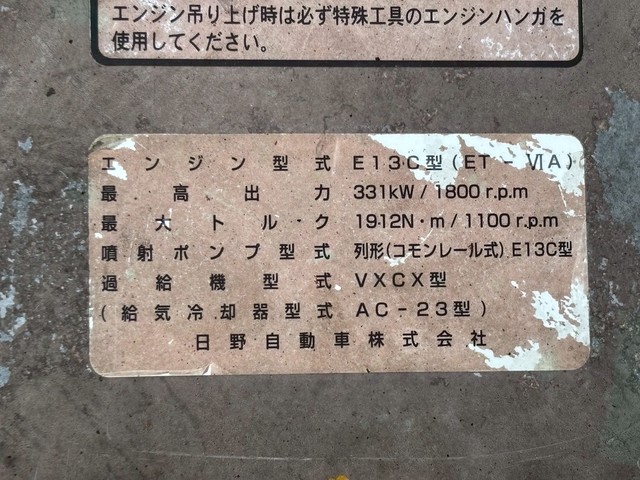 エンジン吊り上げ時は必ず特殊工具のエンジンハンガを
使用してください。
エンジン型式 E13C型(ET-ⅥA)
最高出力 331kW/1800r.p.m
最大トルク 1912N・m/1100r.p.m
噴射ポンプ型式 列形(コモンレール式)E13C型
過給機型式 VXCX型
(給気冷却器型式 AC-23型)
日野自動車株式会社